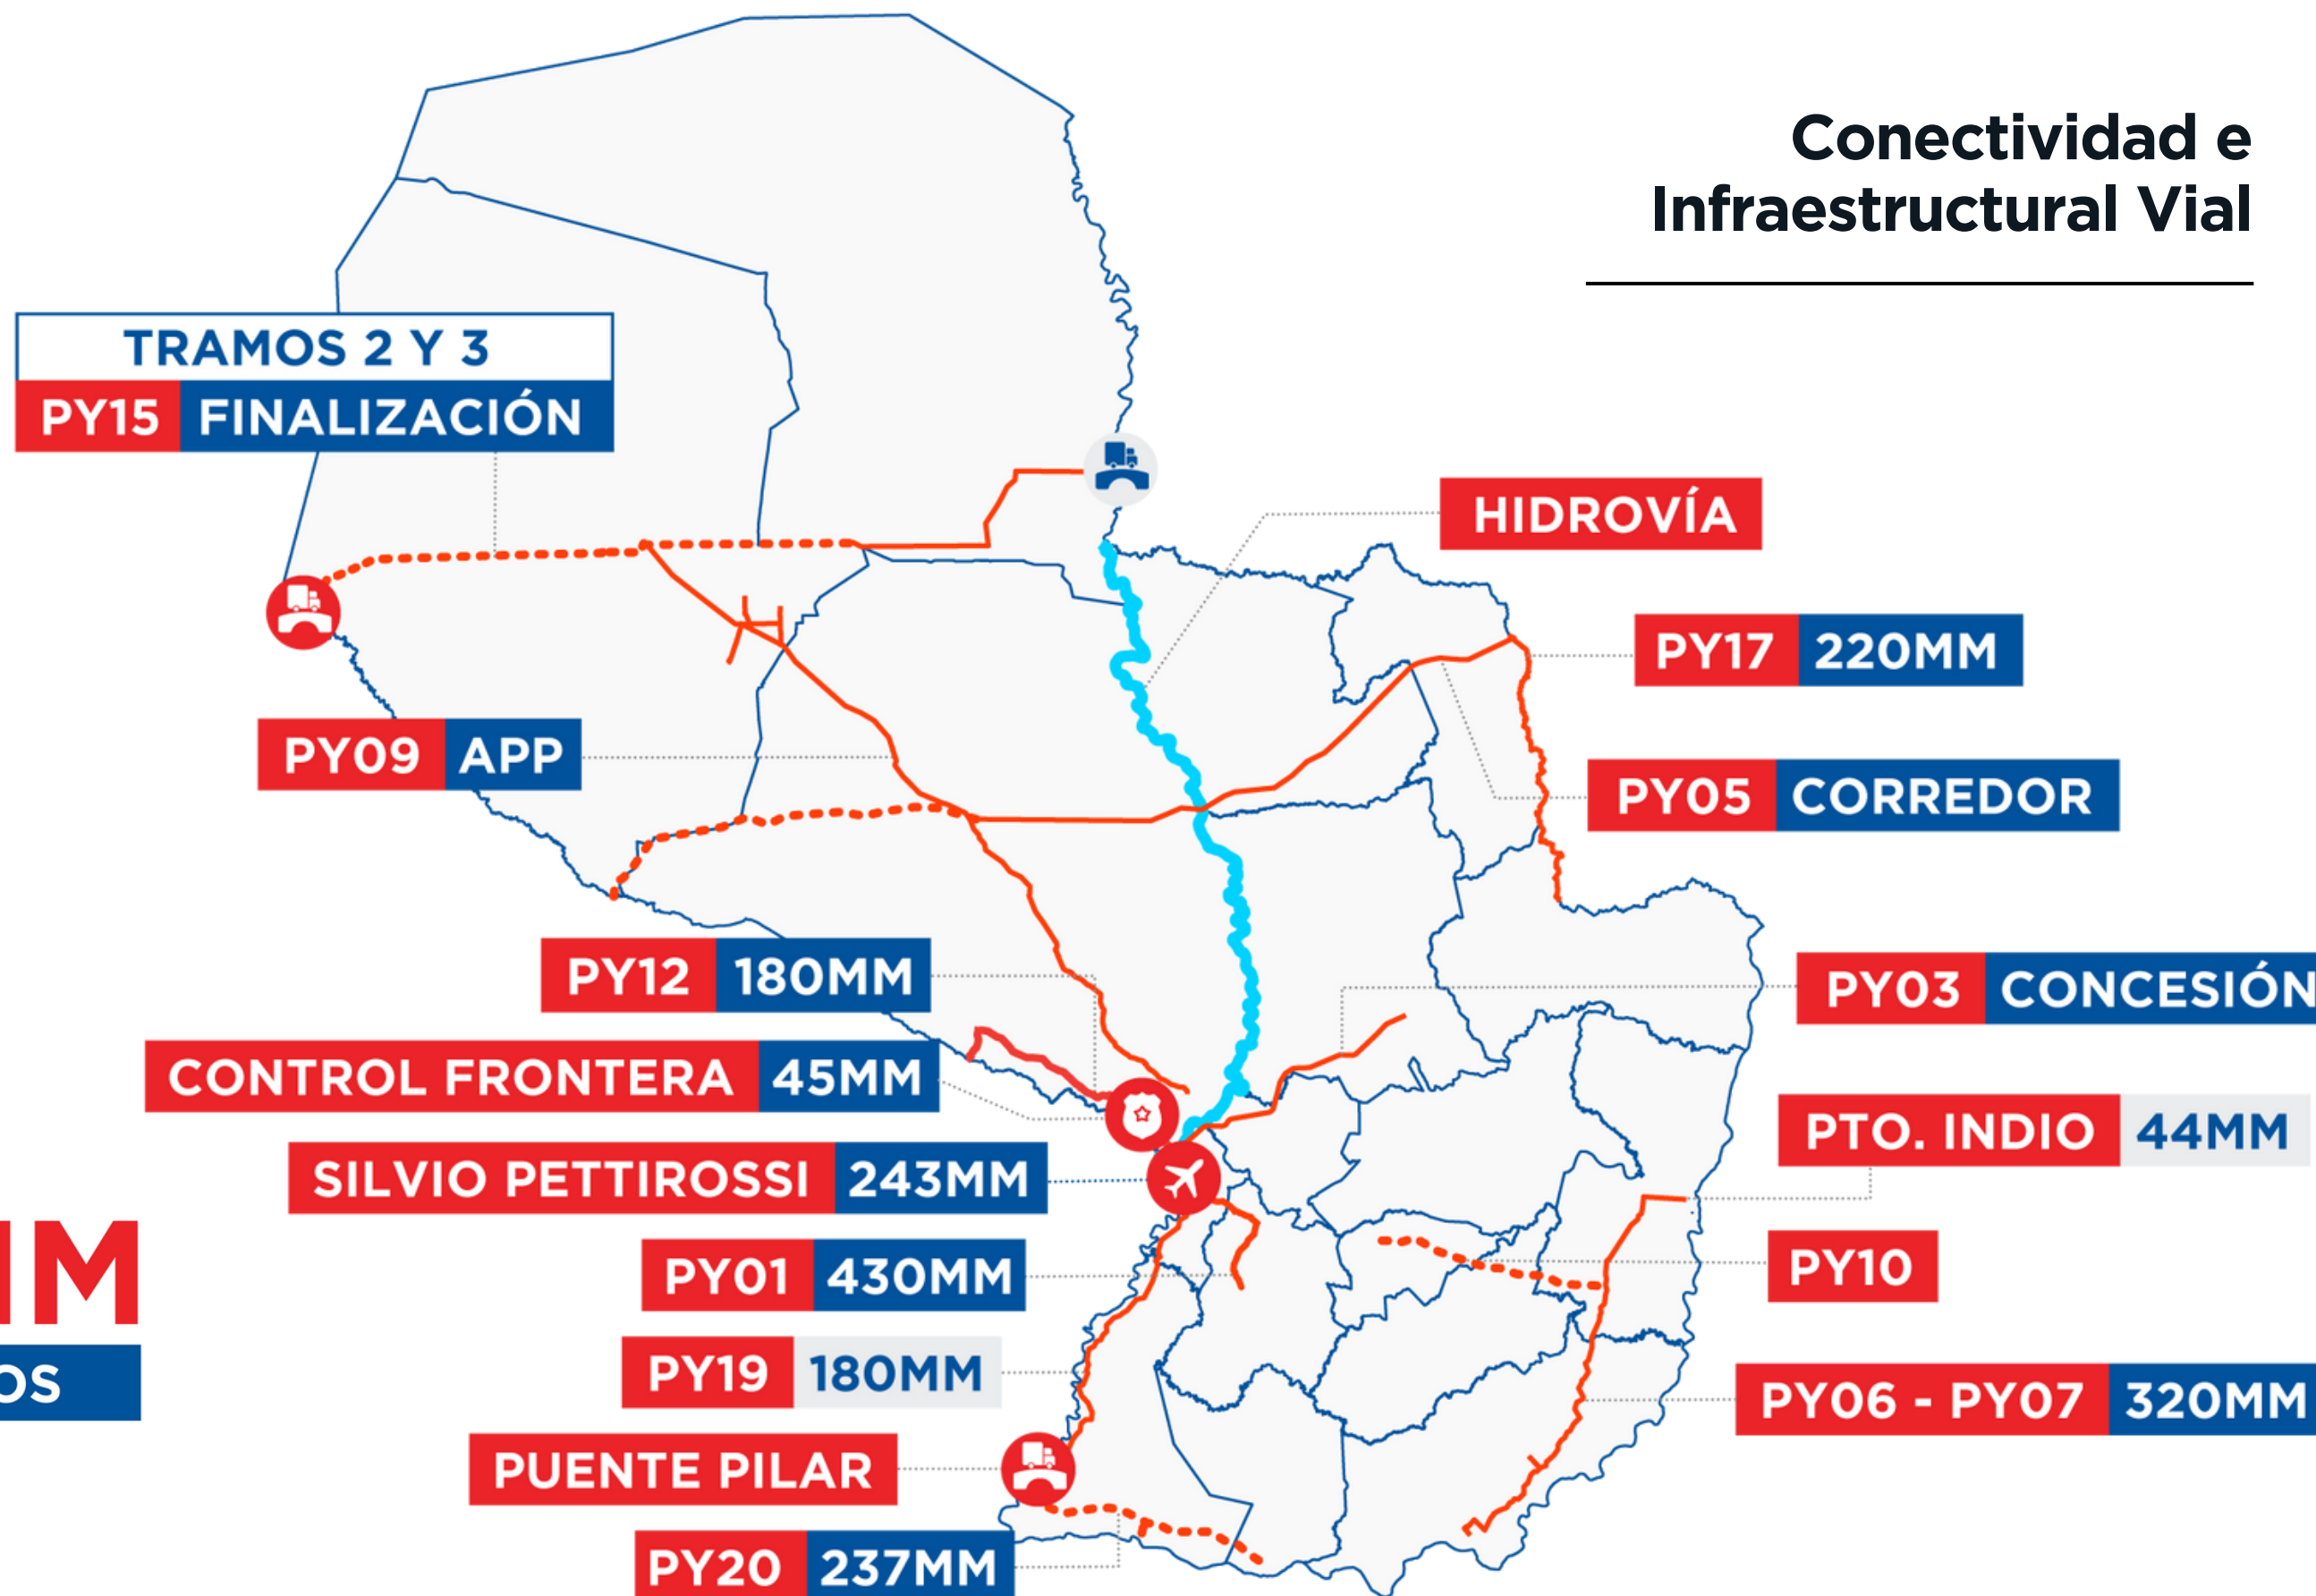 Conectividad e
Infraestructural Vial
TRAMOS 2 Y 3
PY15 FINALIZACIÓN
HIDROVÍA
PY17 220MM
PY09 APP
PY05 CORREDOR
PY12 180MM
PY03 CONCESIÓN
CONTROL FRONTERA 45MM
PTO. INDIO 44MM
SILVIO PETTIROSSI 243MM
PY01 430MM
PY10
PY19 180MM
PY06 - PY07 320MM
PUENTE PILAR
PY20 237MM